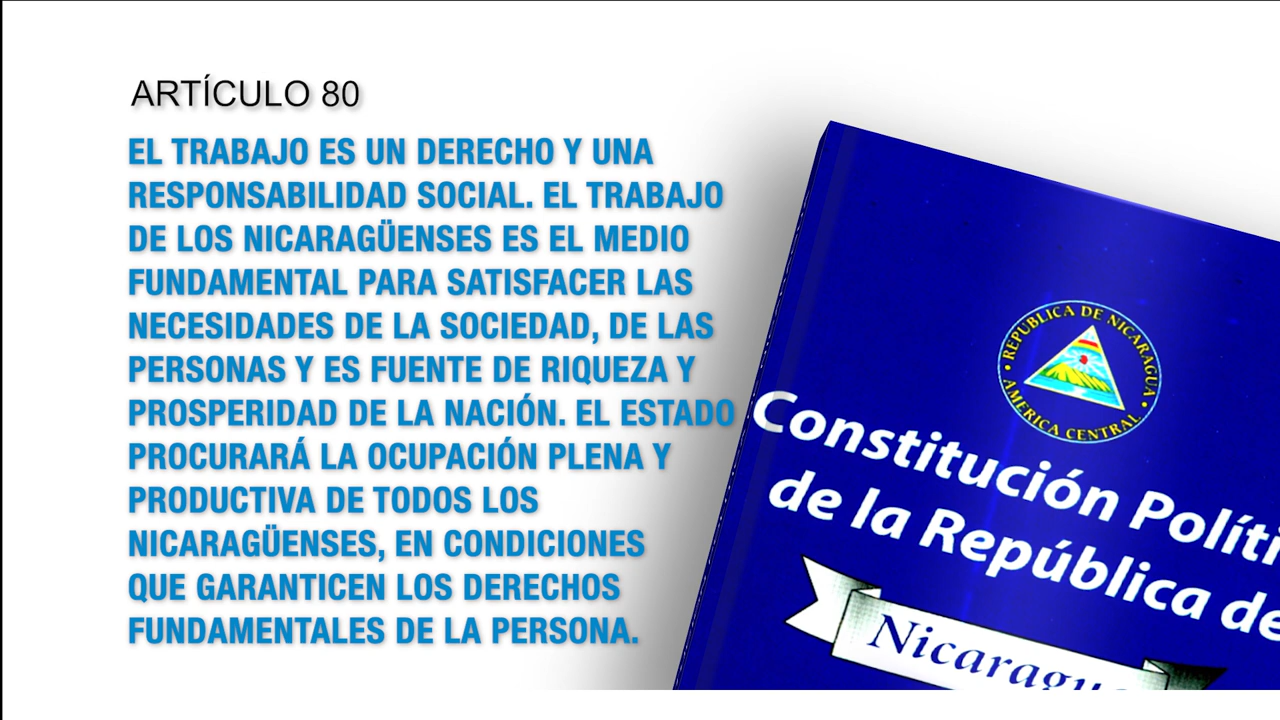 ARTÍCULO 80
EL TRABAJO ES UN DERECHO Y UNA
RESPONSABILIDAD SOCIAL. EL TRABAJO
DE LOS NICARAGÜENSES ES EL MEDIO
FUNDAMENTAL PARA SATISFACER LAS
NECESIDADES DE LA SOCIEDAD, DE LAS
PERSONAS Y ES FUENTE DE RIQUEZA Y
PROSPERIDAD DE LA NACIÓN. EL ESTADO
PROCURARÁ LA OCUPACIÓN PLENA Y
PRODUCTIVA DE TODOS LOS
NICARAGÜENSES, EN CONDICIONES
QUE GARANTICEN LOS DERECHOS
FUNDAMENTALES DE LA PERSONA.
REPUBLICA DE NICARAGUA
AMERICA CENTRAL
Constitución Políti
de la República de
Nicaragu